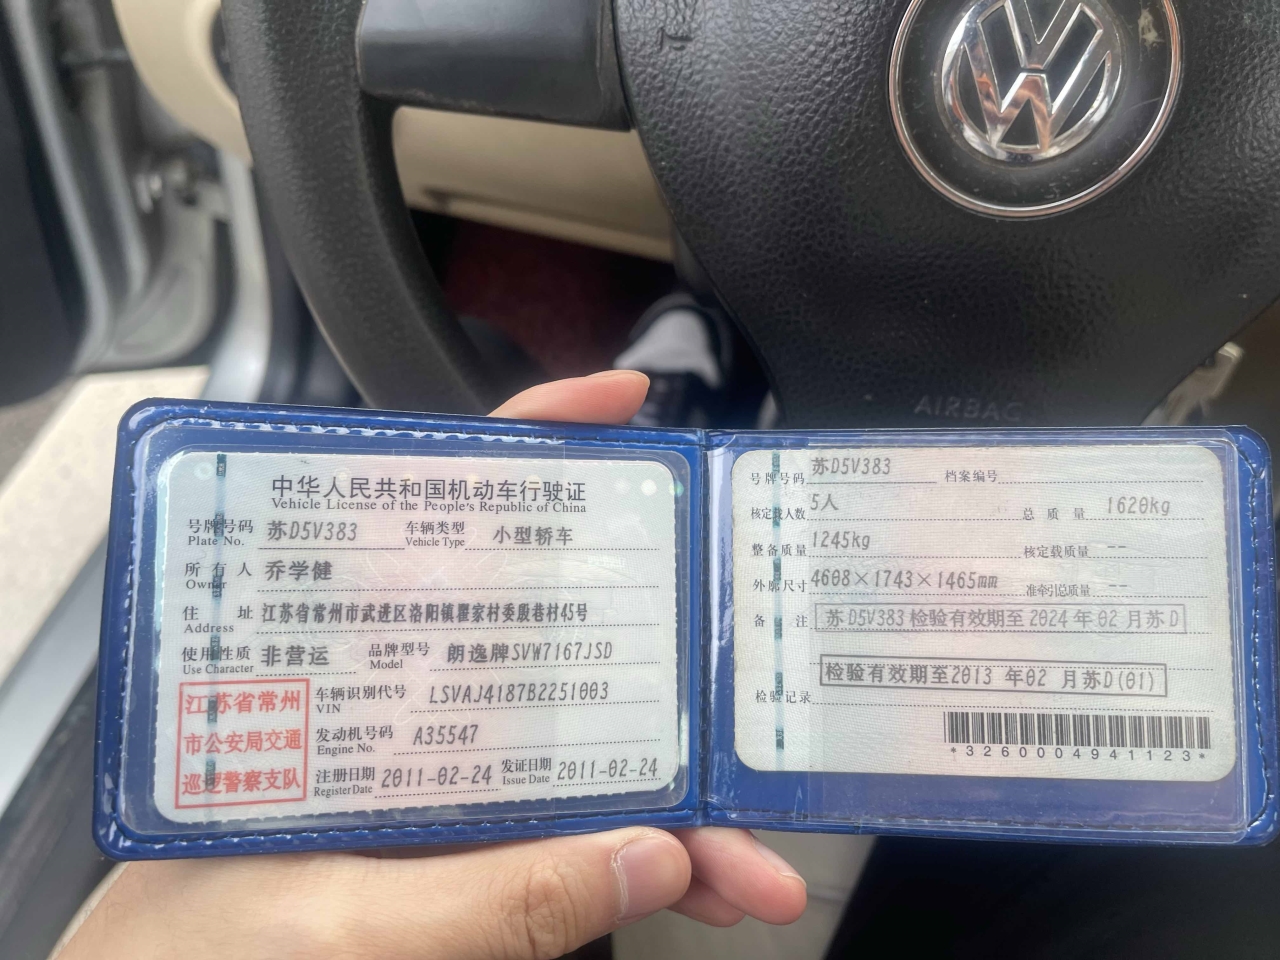 AIRBAG
中华人民共和国机动车行驶证
Vehicle License of the People's Republic of China
号牌号码 苏D5V383 车辆类型 小型轿车
Plate No. Vehicle Type
所有人 乔学健
Owner
住址 江苏省常州市武进区洛阳镇瞿家村委殷巷村45号
Address
使用性质 非营运 品牌型号 朗逸牌SVW7167JSD
Use Character Model
江苏省常州
市公安局交通
巡逻警察支队
车辆识别代号 LSVAJ4187B2251003
VIN
发动机号码 A35547
Engine No.
注册日期 2011-02-24 发证日期 2011-02-24
Register Date Issue Date
号牌号码 苏D5V383 档案编号
核定载人数 5人 总质量 1620kg
整备质量 1245kg 核定载质量 --
外廓尺寸 4608×1743×1465mm 准牵引总质量 --
备注 苏D5V383检验有效期至2024年02月苏D
检验有效期至2013年02月苏D(01)
检验记录
*3260004941123*